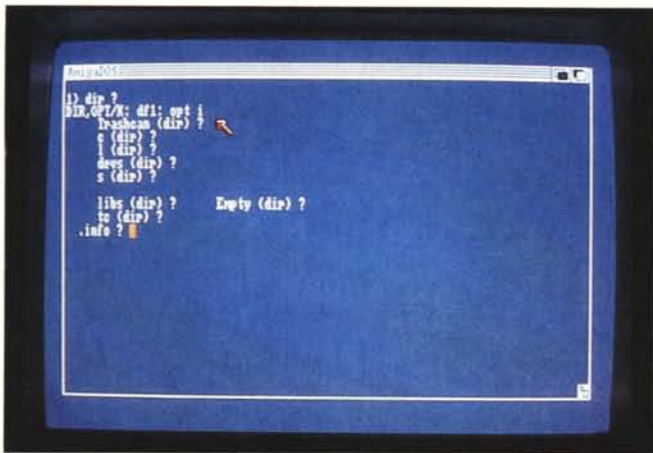 AmigaDOS
1) dir ?
DIR,OPT/K: df1: opt i
Trashcan (dir) ?
c (dir) ?
l (dir) ?
devs (dir) ?
s (dir) ?
libs (dir) ? Empty (dir) ?
tc (dir) ?
.info ?